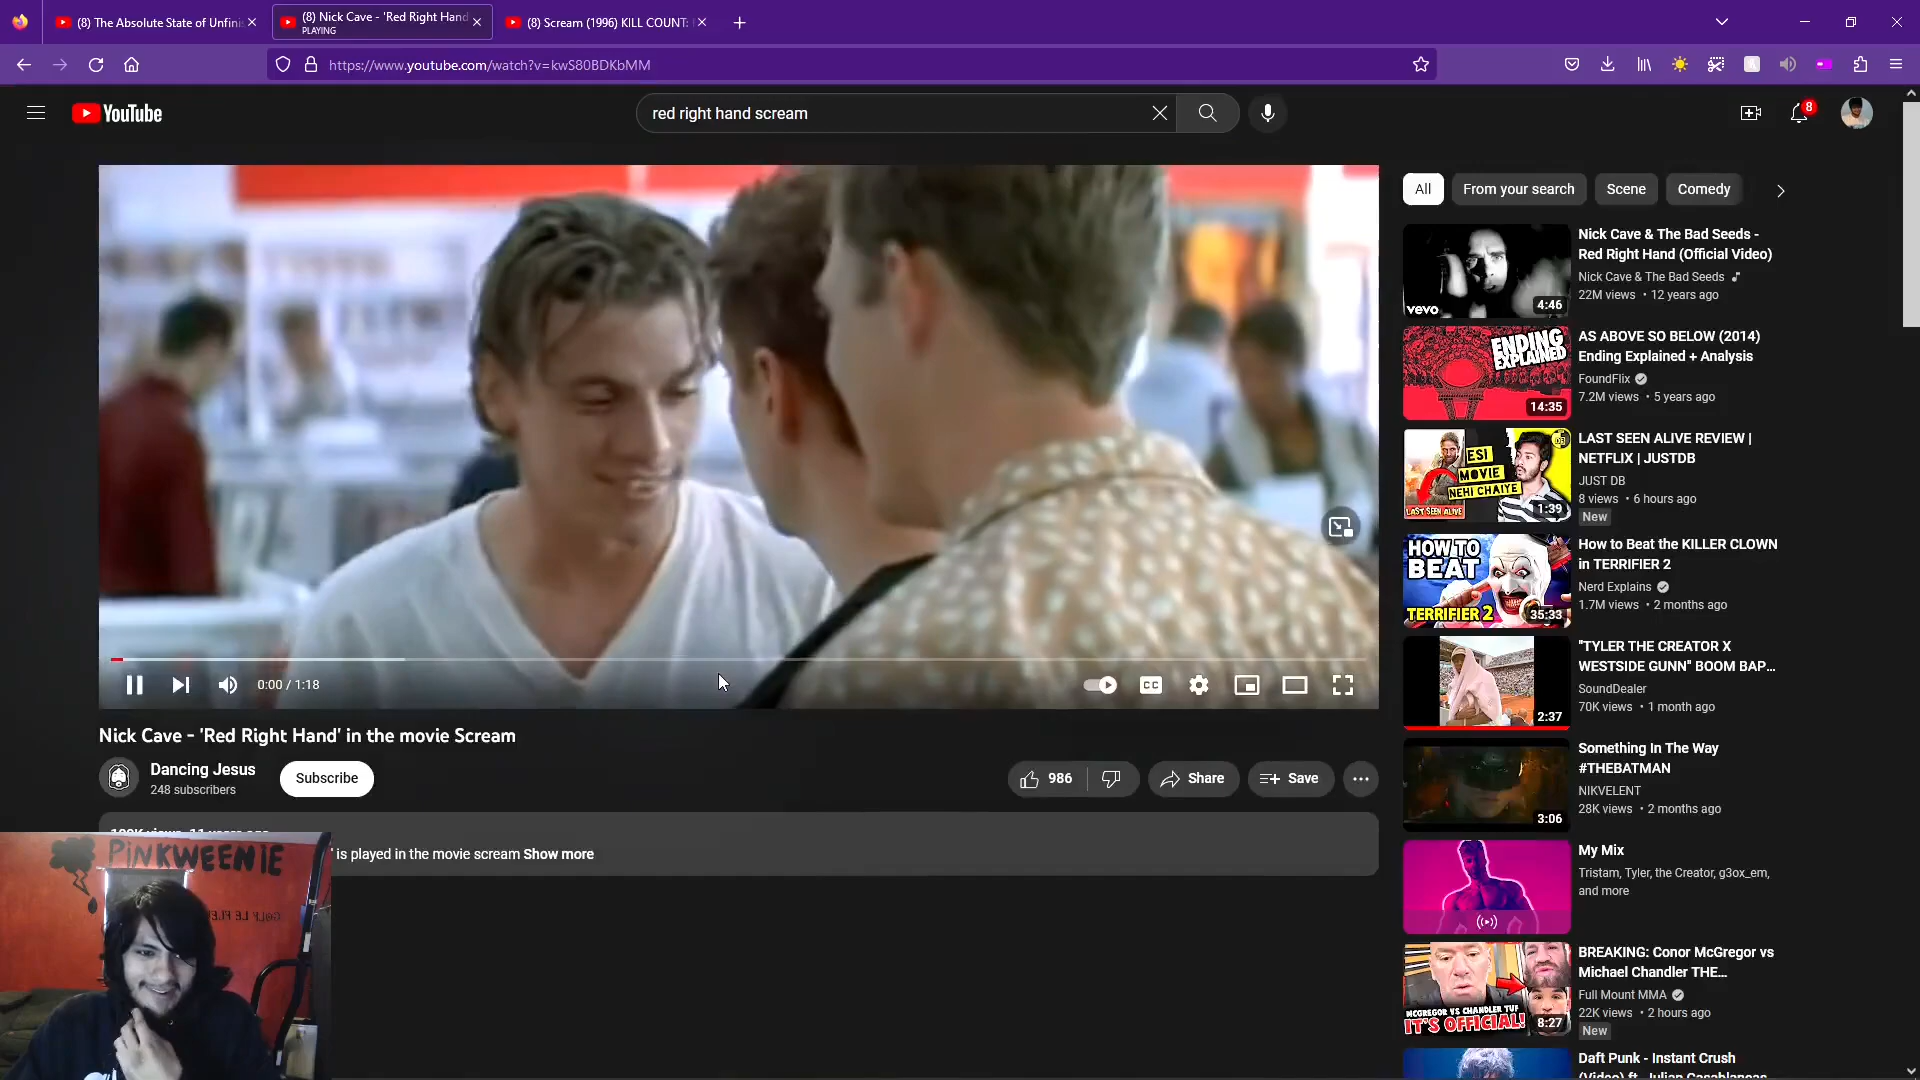 (8) The Absolute State of Unfini
(8) Nick Cave - 'Red Right Hand
PLAYING
(8) Scream (1996) KILL COUNT:
https://www.youtube.com/watch?v=kwS80BDKbMM
YouTube
red right hand scream
8
All
From your search
Scene
Comedy
CC
0:00 / 1:18
Nick Cave - 'Red Right Hand' in the movie Scream
Dancing Jesus
248 subscribers
Subscribe
986
Share
Save
is played in the movie scream Show more
PINKWEENIE
vevo
4:46
Nick Cave & The Bad Seeds -
Red Right Hand (Official Video)
Nick Cave & The Bad Seeds
22M views • 12 years ago
ENDING
EXPLAINED
14:35
AS ABOVE SO BELOW (2014)
Ending Explained + Analysis
FoundFlix
7.2M views • 5 years ago
ESI
MOVIE
NEHI CHAIYE
LAST SEEN ALIVE
1:39
LAST SEEN ALIVE REVIEW |
NETFLIX | JUSTDB
JUST DB
8 views • 6 hours ago
New
HOW TO
BEAT
TERRIFIER 2
35:33
How to Beat the KILLER CLOWN
in TERRIFIER 2
Nerd Explains
1.7M views • 2 months ago
2:37
"TYLER THE CREATOR X
WESTSIDE GUNN" BOOM BAP...
SoundDealer
70K views • 1 month ago
3:06
Something In The Way
#THEBATMAN
NIKVELENT
28K views • 2 months ago
My Mix
Tristam, Tyler, the Creator, g3ox_em,
and more
MCGREGOR VS CHANDLER TUF
IT'S OFFICIAL!
8:27
BREAKING: Conor McGregor vs
Michael Chandler THE...
Full Mount MMA
22K views • 2 hours ago
New
Daft Punk - Instant Crush